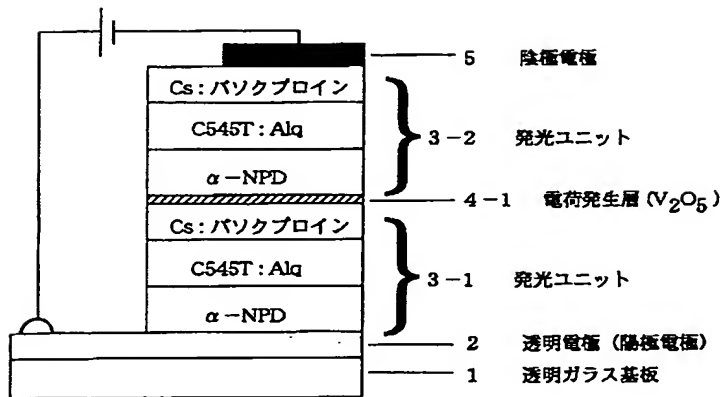 5 陰極電極
Cs：バソクプロイン
C545T：Alq
3-2 発光ユニット
α-NPD
4-1 電荷発生層 (V₂O₅)
Cs：バソクプロイン
C545T：Alq
3-1 発光ユニット
α-NPD
2 透明電極（陽極電極）
1 透明ガラス基板